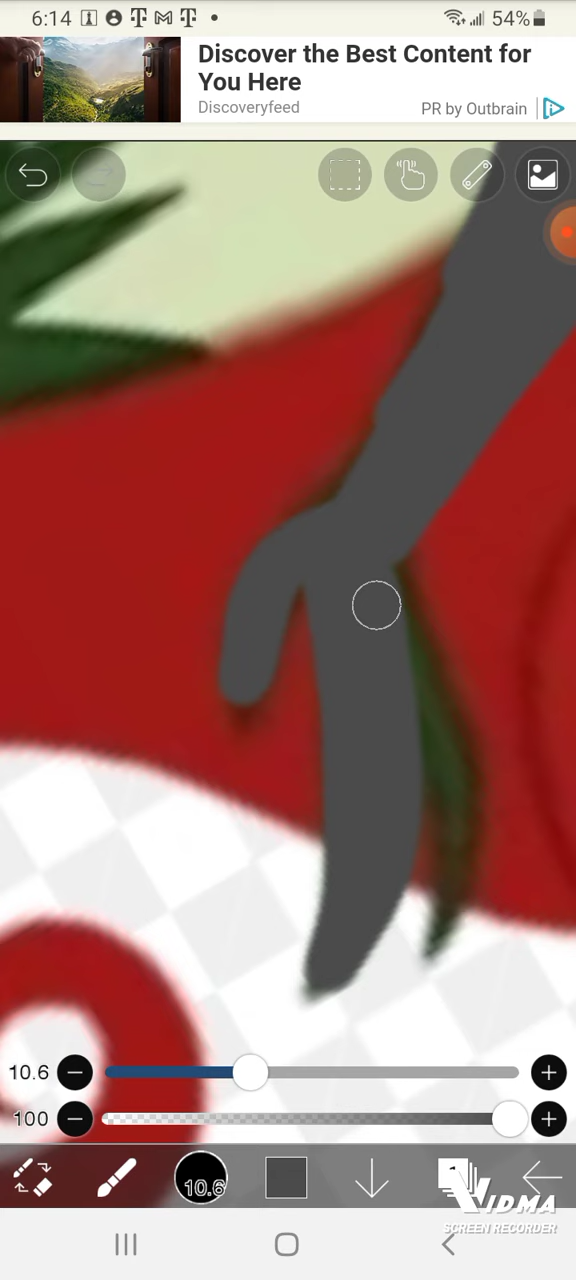 6:14
54%
Discover the Best Content for
You Here
Discoveryfeed
PR by Outbrain
10.6
100
10.6
1
VIDMA
SCREEN RECORDER